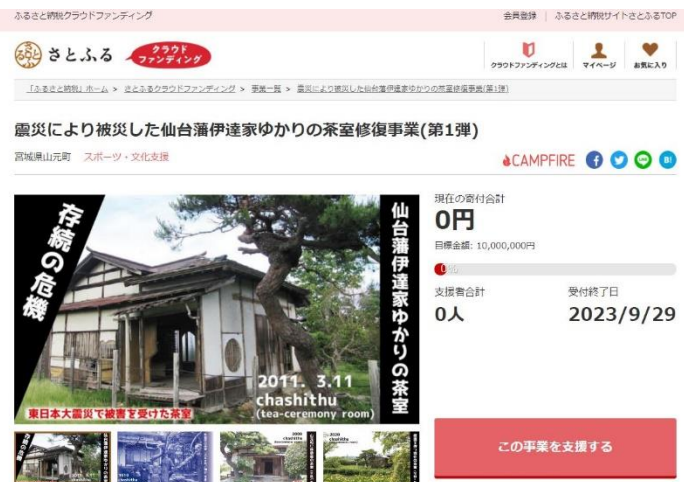 ふるさと納税クラウドファンディング
会員登録 | ふるさと納税サイトさとふるTOP
さとふる クラウドファンディング
クラウドファンディングとは マイページ お気に入り
「ふるさと納税」ホーム > さとふるクラウドファンディング > 事業一覧 > 震災により被災した仙台藩伊達家ゆかりの茶室修復事業(第1弾)
震災により被災した仙台藩伊達家ゆかりの茶室修復事業(第1弾)
宮城県山元町 スポーツ・文化支援
CAMPFIRE
存続の危機
仙台藩伊達家ゆかりの茶室
2011. 3.11
chashithu
(tea-ceremony room)
東日本大震災で被害を受けた茶室
現在の寄付合計
0円
目標金額: 10,000,000円
0%
支援者合計 受付終了日
0人 2023/9/29
この事業を支援する